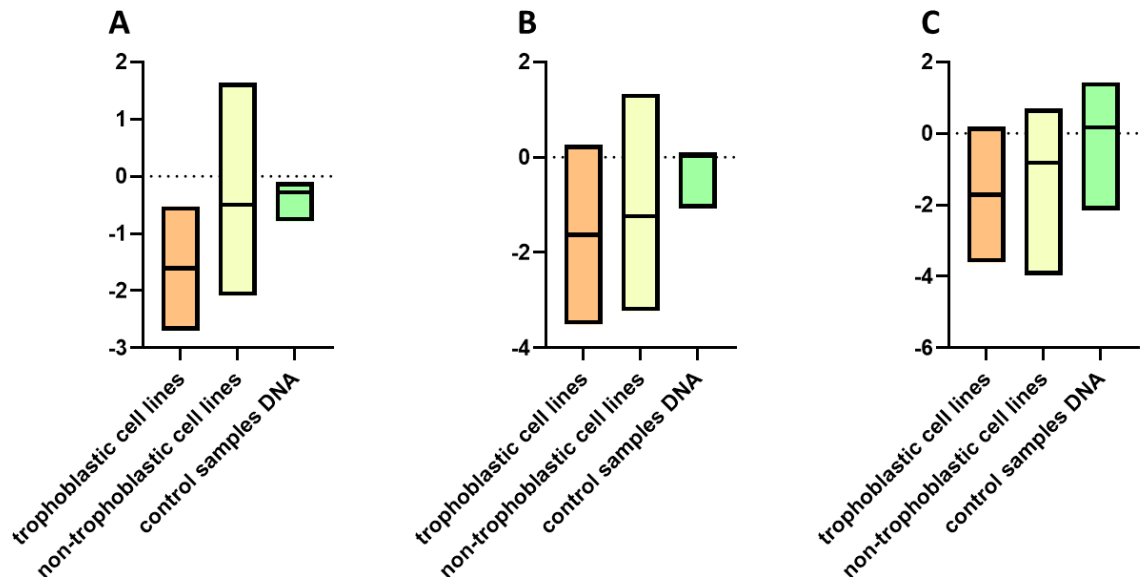 A
2
1
0
-1
-2
-3
trophoblastic cell lines
non-trophoblastic cell lines
control samples DNA
B
2
0
-2
-4
trophoblastic cell lines
non-trophoblastic cell lines
control samples DNA
C
2
0
-2
-4
-6
trophoblastic cell lines
non-trophoblastic cell lines
control samples DNA